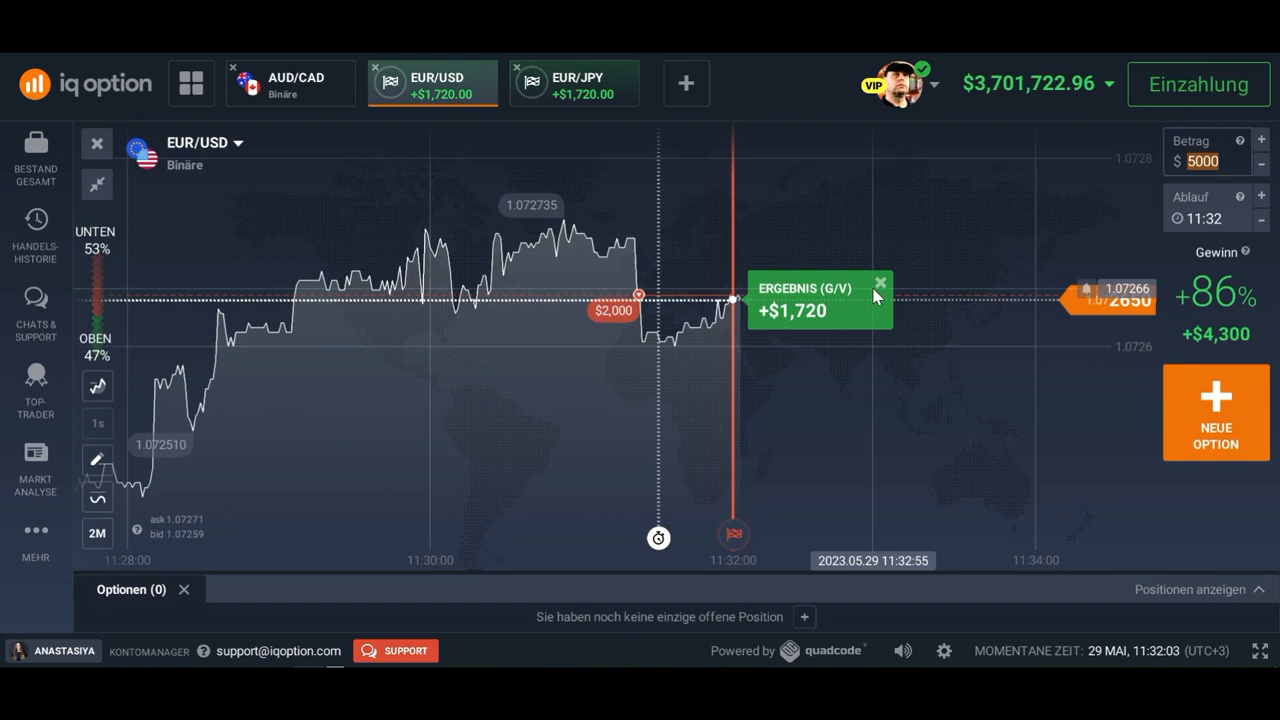 iq option
AUD/CAD
Binäre
EUR/USD
+$1,720.00
EUR/JPY
+$1,720.00
VIP
$3,701,722.96
Einzahlung
BESTAND
GESAMT
HANDELS-
HISTORIE
CHATS &
SUPPORT
TOP-
TRADER
MARKT
ANALYSE
MEHR
EUR/USD
Binäre
UNTEN
53%
OBEN
47%
1s
2M
1.072735
1.072510
$2,000
ERGEBNIS (G/V)
+$1,720
ask 1.07271
bid 1.07259
1.0728
1.07266
1.072650
1.0726
11:28:00
11:30:00
11:32:00
2023.05.29 11:32:55
11:34:00
Betrag
$ 5000
Ablauf
11:32
Gewinn
+86%
+$4,300
NEUE
OPTION
Optionen (0)
Positionen anzeigen
Sie haben noch keine einzige offene Position
ANASTASIYA
KONTOMANAGER
support@iqoption.com
SUPPORT
Powered by quadcode
MOMENTANE ZEIT: 29 MAI, 11:32:03 (UTC+3)